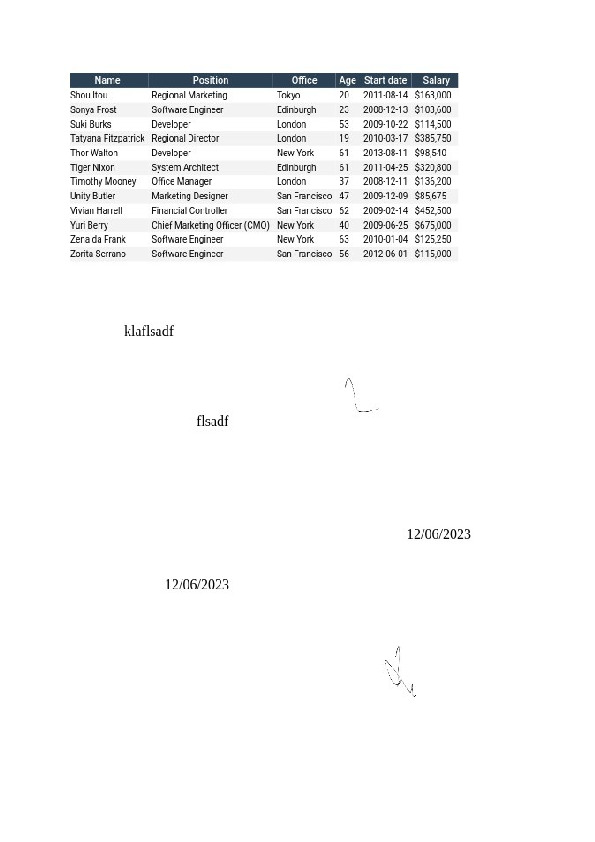 Name Position Office Age Start date Salary
Shou Itou Regional Marketing Tokyo 20 2011-08-14 $163,000
Sonya Frost Software Engineer Edinburgh 23 2008-12-13 $103,600
Suki Burks Developer London 53 2009-10-22 $114,500
Tatyana Fitzpatrick Regional Director London 19 2010-03-17 $385,750
Thor Walton Developer New York 61 2013-08-11 $98,540
Tiger Nixon System Architect Edinburgh 61 2011-04-25 $320,800
Timothy Mooney Office Manager London 37 2008-12-11 $136,200
Unity Butler Marketing Designer San Francisco 47 2009-12-09 $85,675
Vivian Harrell Financial Controller San Francisco 62 2009-02-14 $452,500
Yuri Berry Chief Marketing Officer (CMO) New York 40 2009-06-25 $675,000
Zenaida Frank Software Engineer New York 63 2010-01-04 $125,250
Zorita Serrano Software Engineer San Francisco 56 2012-06-01 $115,000
klaflsadf
flsadf
12/06/2023
12/06/2023